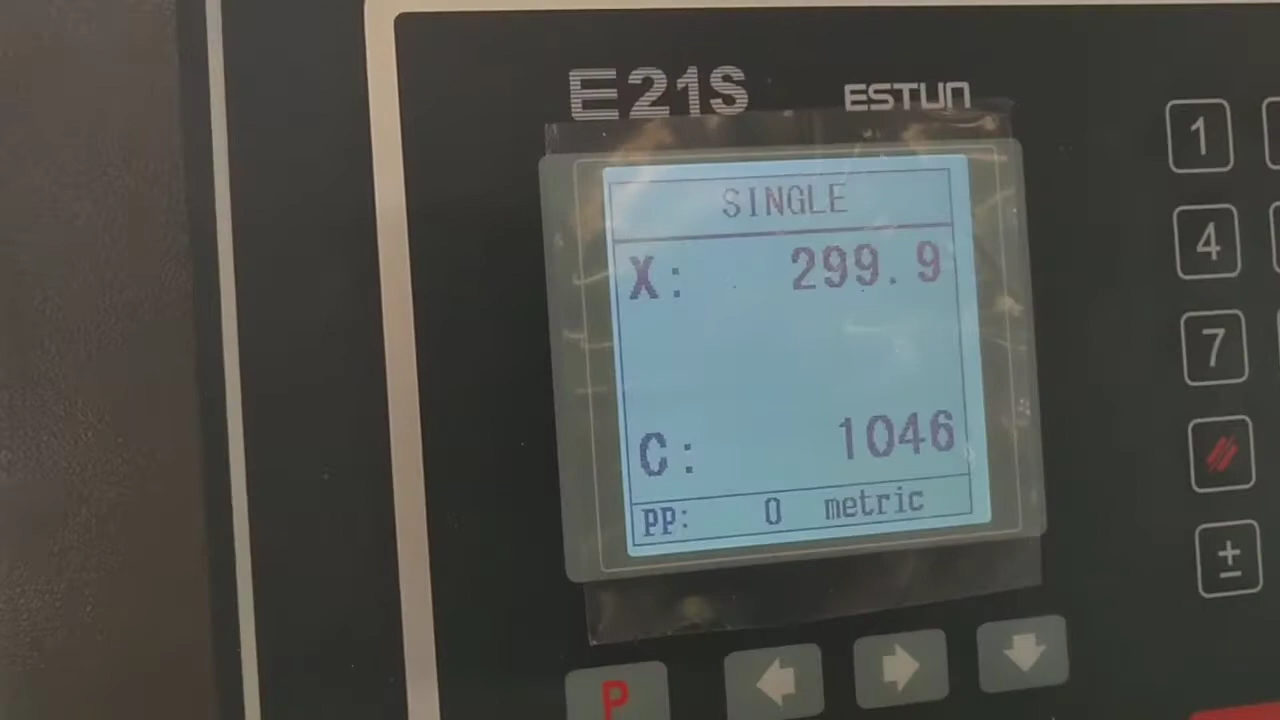 E21S ESTUN
SINGLE
X: 299.9
C: 1046
PP: 0 metric
1
4
7
±
P